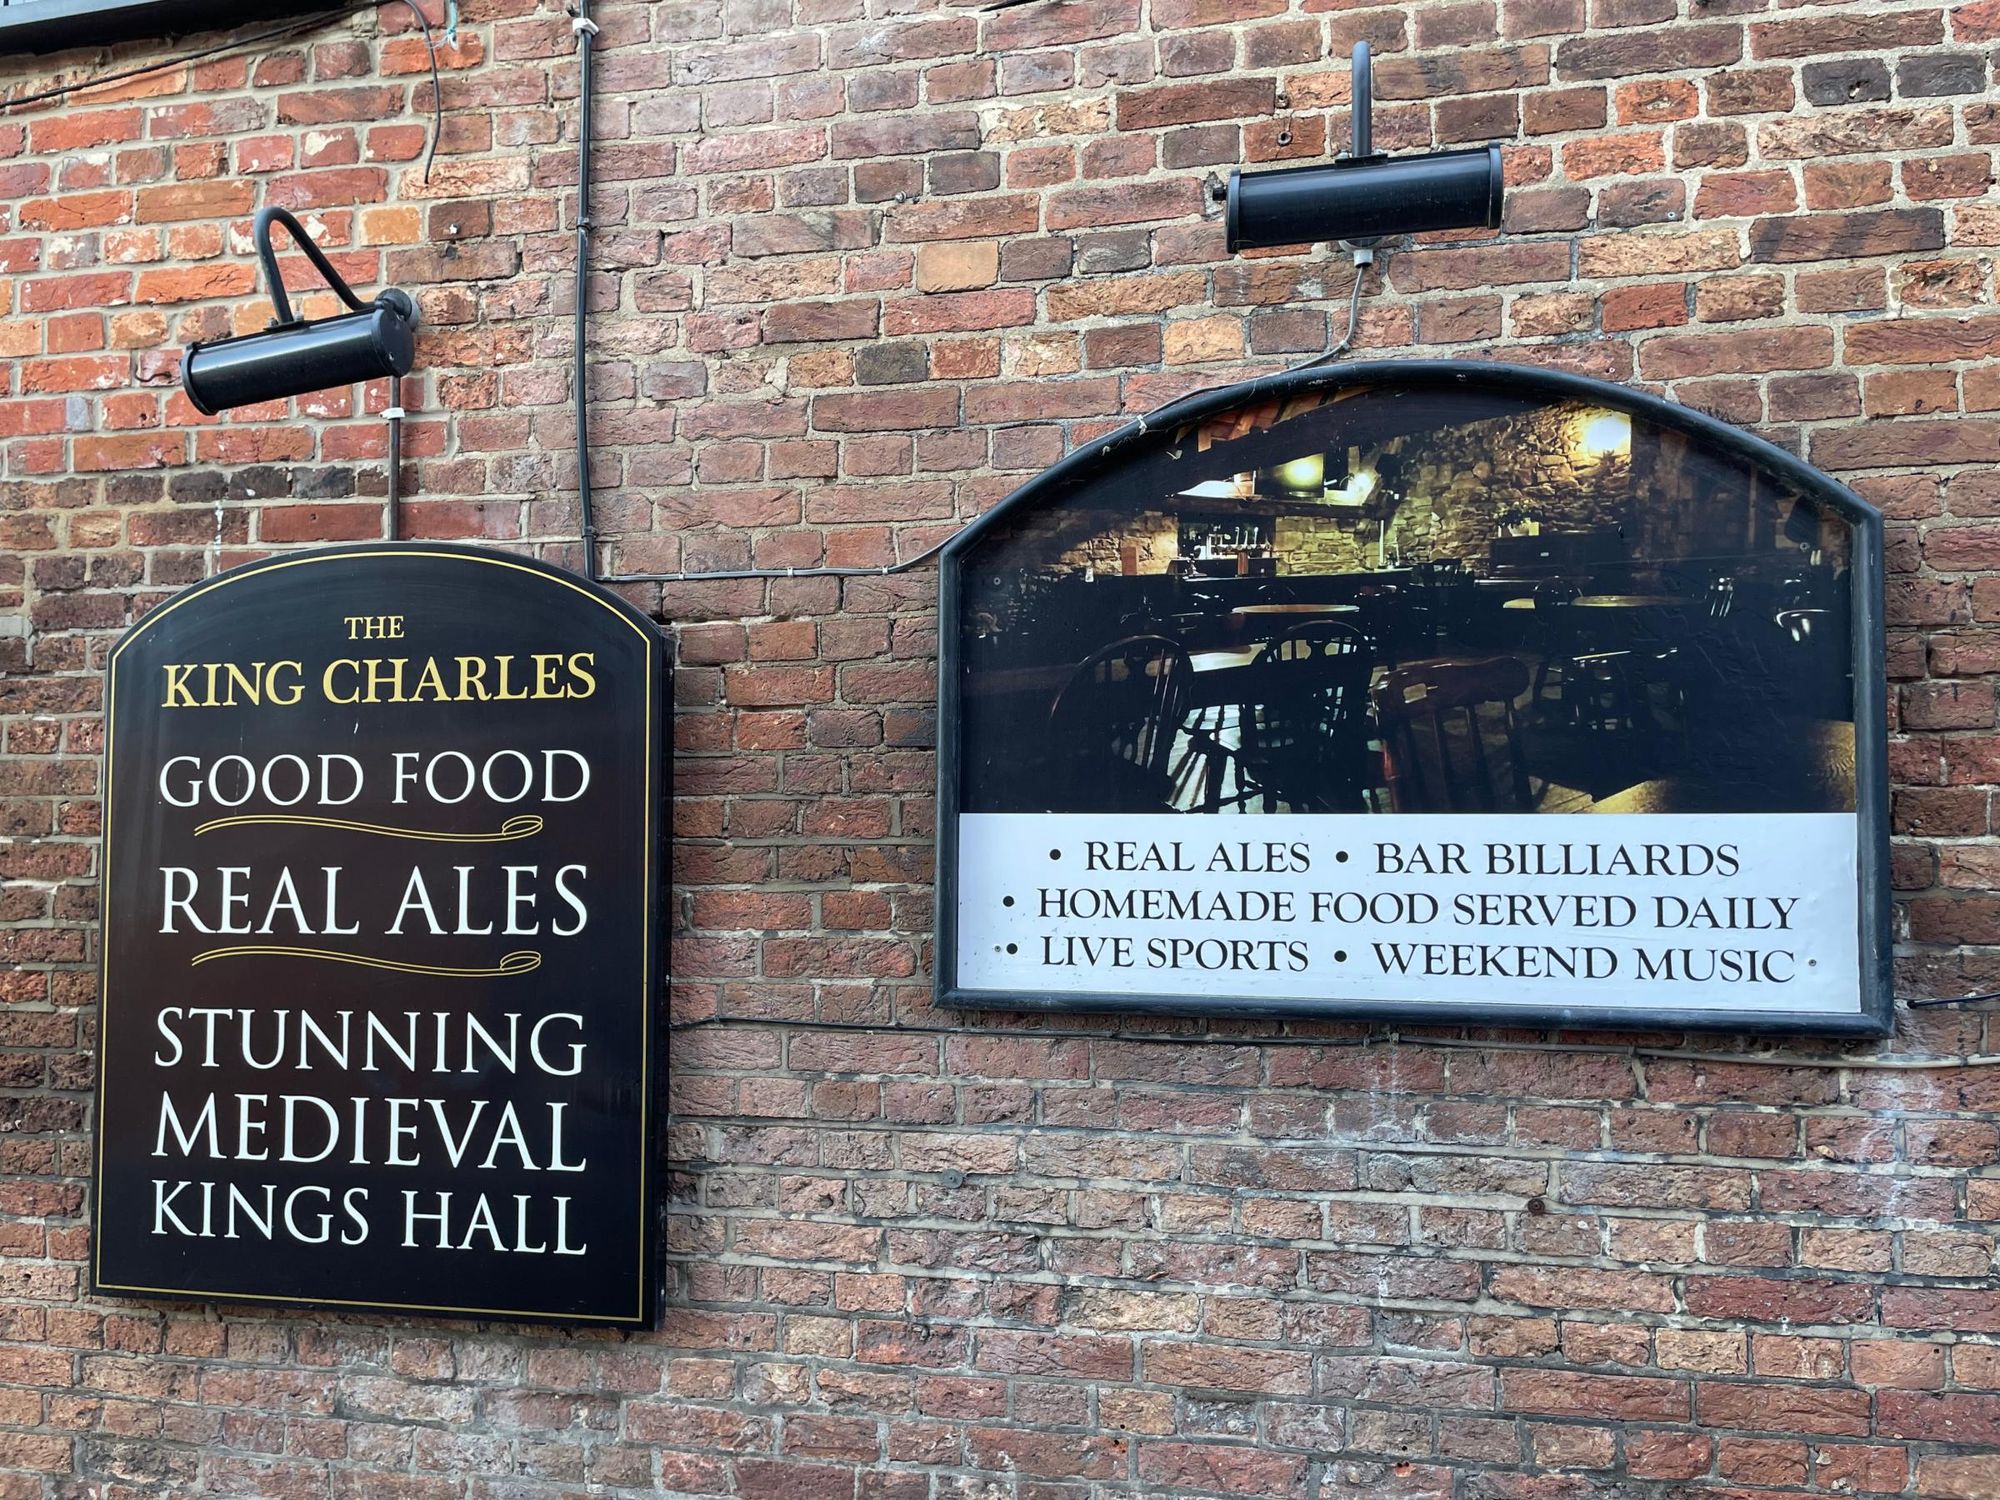 THE
KING CHARLES
GOOD FOOD
REAL ALES
STUNNING
MEDIEVAL
KINGS HALL
• REAL ALES • BAR BILLIARDS
• HOMEMADE FOOD SERVED DAILY
• LIVE SPORTS • WEEKEND MUSIC